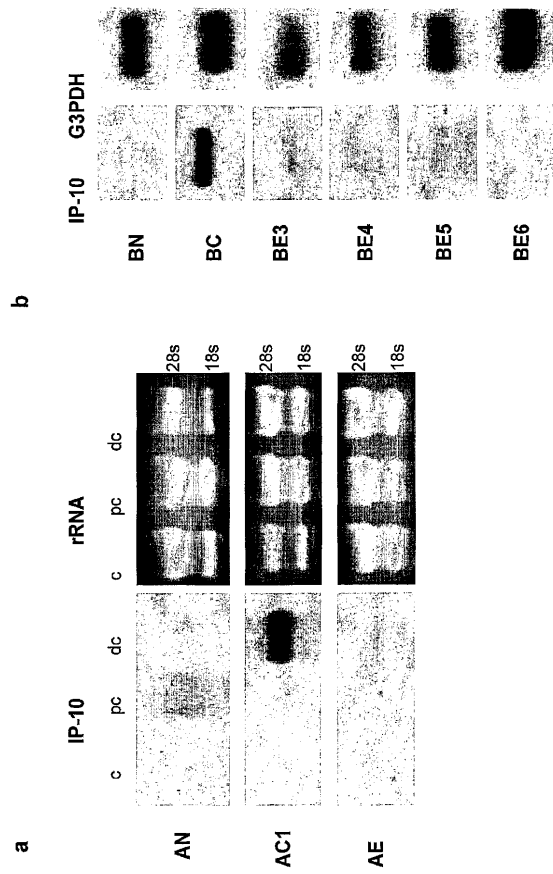 a
IP-10 rRNA
c pc dc c pc dc
AN 28s
18s
AC1 28s
18s
AE 28s
18s
b
IP-10 G3PDH
BN
BC
BE3
BE4
BE5
BE6